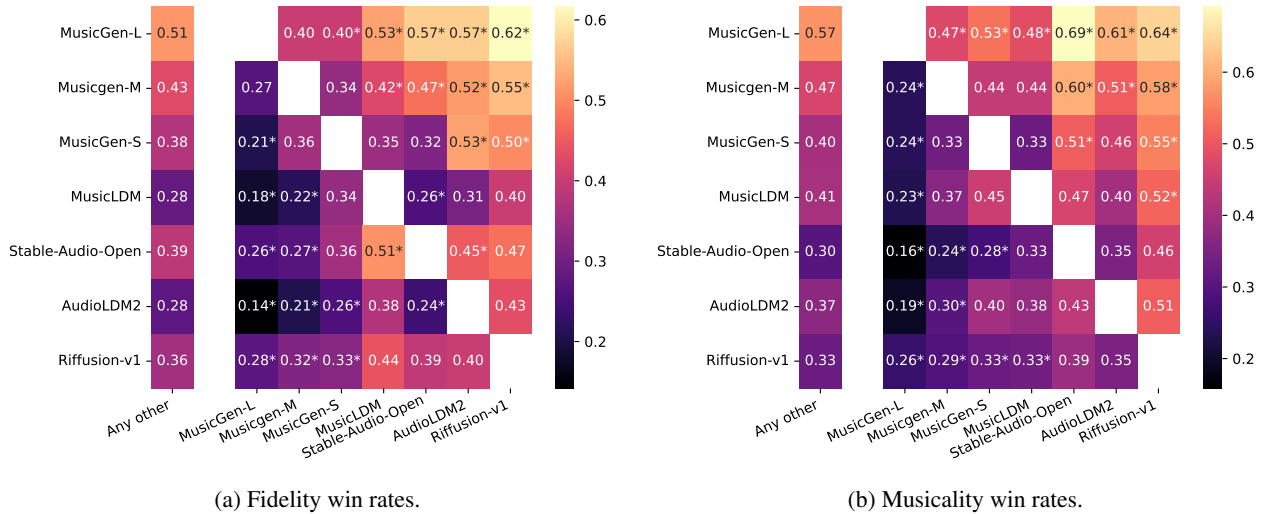 MusicGen-L 0.51 0.40 0.40* 0.53* 0.57* 0.57* 0.62*
Musicgen-M 0.43 0.27 0.34 0.42* 0.47* 0.52* 0.55*
MusicGen-S 0.38 0.21* 0.36 0.35 0.32 0.53* 0.50*
MusicLDM 0.28 0.18* 0.22* 0.34 0.26* 0.31 0.40
Stable-Audio-Open 0.39 0.26* 0.27* 0.36 0.51* 0.45* 0.47
AudioLDM2 0.28 0.14* 0.21* 0.26* 0.38 0.24* 0.43
Riffusion-v1 0.36 0.28* 0.32* 0.33* 0.44 0.39 0.40
Any other MusicGen-L Musicgen-M MusicGen-S MusicLDM Stable-Audio-Open AudioLDM2 Riffusion-v1
0.6
0.5
0.4
0.3
0.2
(a) Fidelity win rates.
MusicGen-L 0.57 0.47* 0.53* 0.48* 0.69* 0.61* 0.64*
Musicgen-M 0.47 0.24* 0.44 0.44 0.60* 0.51* 0.58*
MusicGen-S 0.40 0.24* 0.33 0.33 0.51* 0.46 0.55*
MusicLDM 0.41 0.23* 0.37 0.45 0.47 0.40 0.52*
Stable-Audio-Open 0.30 0.16* 0.24* 0.28* 0.33 0.35 0.46
AudioLDM2 0.37 0.19* 0.30* 0.40 0.38 0.43 0.51
Riffusion-v1 0.33 0.26* 0.29* 0.33* 0.33* 0.39 0.35
Any other MusicGen-L Musicgen-M MusicGen-S MusicLDM Stable-Audio-Open AudioLDM2 Riffusion-v1
0.6
0.5
0.4
0.3
0.2
(b) Musicality win rates.